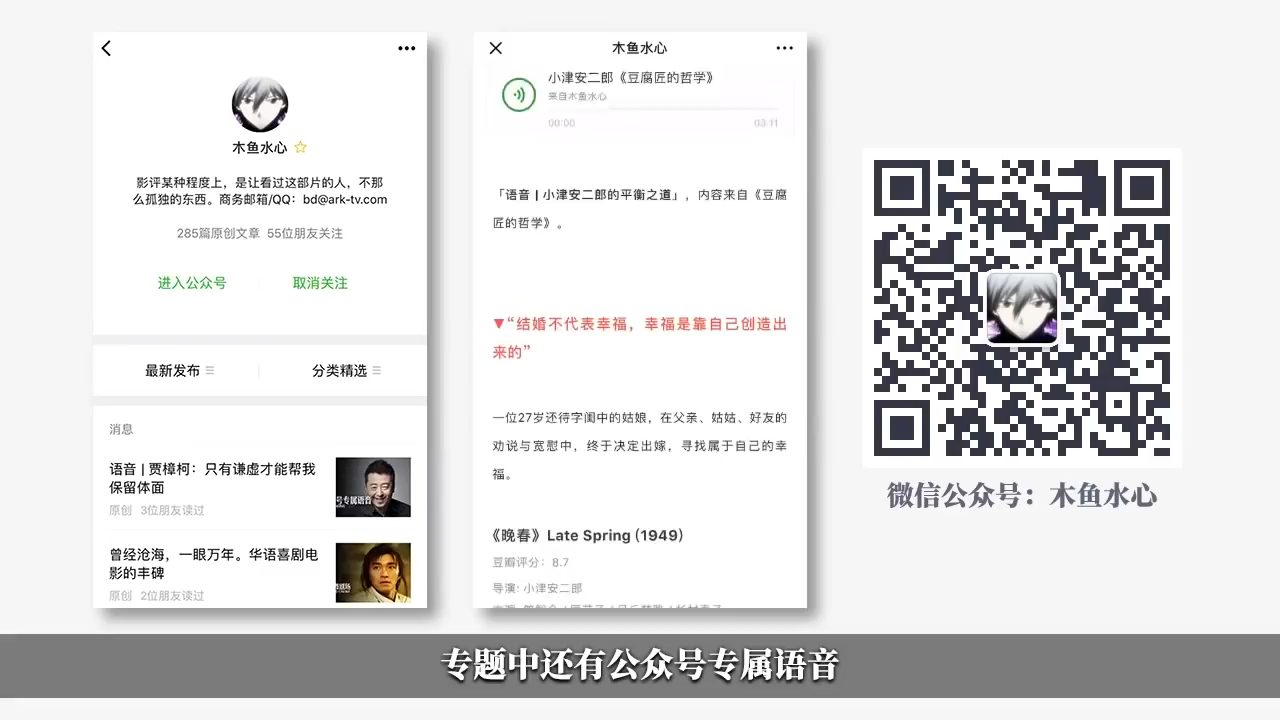 木鱼水心
影评某种程度上，是让看过这部片的人，不那
么孤独的东西。商务邮箱/QQ：bd@ark-tv.com
285篇原创文章 55位朋友关注
进入公众号
取消关注
最新发布
分类精选
消息
语音 | 贾樟柯：只有谦虚才能帮我
保留体面
原创 3位朋友读过
号专属语音
曾经沧海，一眼万年。华语喜剧电
影的丰碑
原创 2位朋友读过
木鱼水心
小津安二郎《豆腐匠的哲学》
来自木鱼水心
00:00
03:11
「语音 | 小津安二郎的平衡之道」，内容来自《豆腐
匠的哲学》。
▼“结婚不代表幸福，幸福是靠自己创造出
来的”
一位27岁还待字闺中的姑娘，在父亲、姑姑、好友的
劝说与宽慰中，终于决定出嫁，寻找属于自己的幸
福。
《晚春》Late Spring (1949)
豆瓣评分：8.7
导演: 小津安二郎
微信公众号：木鱼水心
专题中还有公众号专属语音